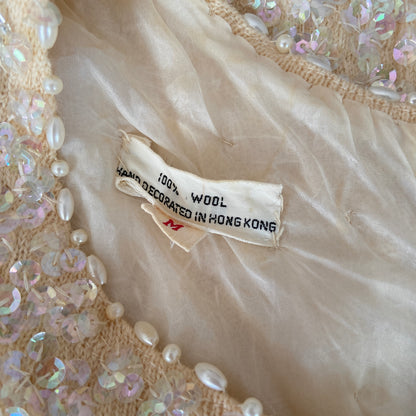 100% WOOL
HAND DECORATED IN HONG KONG
M